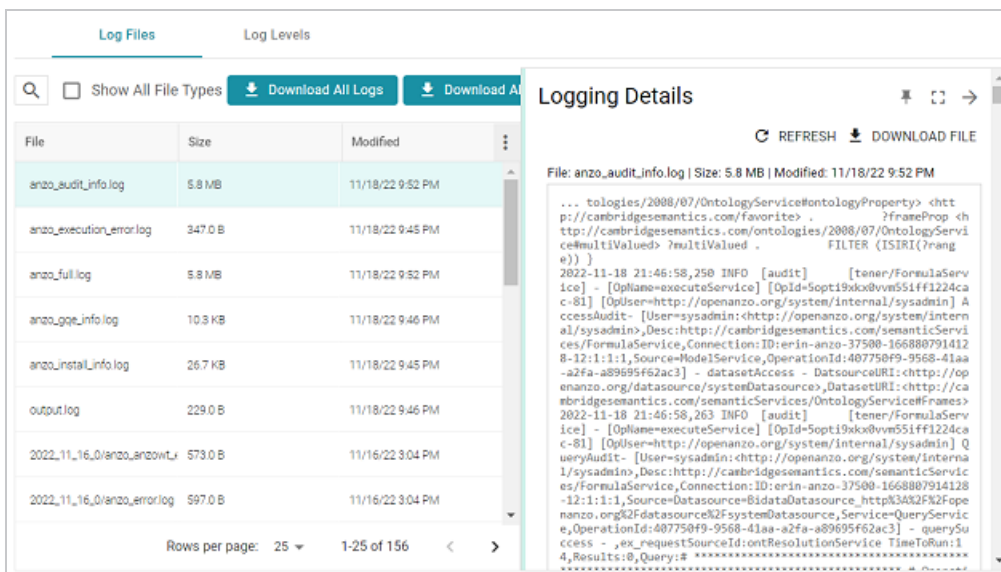 Log Files
Log Levels
Show All File Types
Download All Logs
Download Al
File
Size
Modified
anzo_audit_info.log
5.8 MB
11/18/22 9:52 PM
anzo_execution_error.log
347.0 B
11/18/22 9:45 PM
anzo_full.log
5.8 MB
11/18/22 9:52 PM
anzo_gqe_info.log
10.3 KB
11/18/22 9:46 PM
anzo_install_info.log
26.7 KB
11/18/22 9:45 PM
output.log
229.0 B
11/18/22 9:46 PM
2022_11_16_0/anzo_anzowt_e
573.0 B
11/16/22 3:04 PM
2022_11_16_0/anzo_error.log
597.0 B
11/16/22 3:04 PM
Rows per page: 25
1-25 of 156
Logging Details
REFRESH
DOWNLOAD FILE
File: anzo_audit_info.log | Size: 5.8 MB | Modified: 11/18/22 9:52 PM
... tologies/2008/07/OntologyService#ontologyProperty> <htt
p://cambridgesemantics.com/favorite> . ?frameProp <h
ttp://cambridgesemantics.com/ontologies/2008/07/OntologyServi
ce#multiValued> ?multiValued . FILTER (ISIRI(?rang
e)) }
2022-11-18 21:46:58,250 INFO [audit] [tener/FormulaServ
ice] - [OpName=executeService] [OpId=5opti9xkx0vvm55iff1224ca
c-81] [OpUser=http://openanzo.org/system/internal/sysadmin] A
ccessAudit- [User=sysadmin:<http://openanzo.org/system/intern
al/sysadmin>,Desc:http://cambridgesemantics.com/semanticServi
ces/FormulaService,Connection:ID:erin-anzo-37500-166880791412
8-12:1:1:1,Source=ModelService,OperationId:407750f9-9568-41aa
-a2fa-a89695f62ac3] - datasetAccess - DatsourceURI:<http://op
enanzo.org/datasource/systemDatasource>,DatasetURI:<http://ca
mbridgesemantics.com/semanticServices/OntologyService#Frames>
2022-11-18 21:46:58,263 INFO [audit] [tener/FormulaServ
ice] - [OpName=executeService] [OpId=5opti9xkx0vvm55iff1224ca
c-81] [OpUser=http://openanzo.org/system/internal/sysadmin] Q
ueryAudit- [User=sysadmin:<http://openanzo.org/system/interna
l/sysadmin>,Desc:http://cambridgesemantics.com/semanticServic
es/FormulaService,Connection:ID:erin-anzo-37500-1668807914128
-12:1:1:1,Source=Datasource=BidataDatasource_http%3A%2F%2Fope
nanzo.org%2Fdatasource%2FsystemDatasource,Service=QueryServic
e,OperationId:407750f9-9568-41aa-a2fa-a89695f62ac3] - querySu
ccess - ,ex_requestSourceId:ontResolutionService TimeToRun:1
4,Results:0,Query:# ****************************************